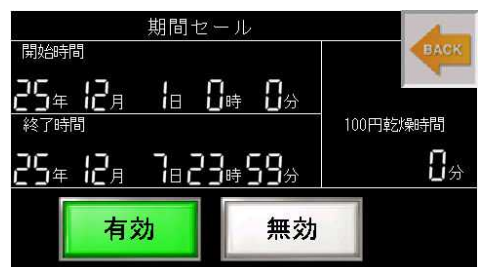 期間セール
BACK
開始時間
25年 12月 1日 0時 0分
終了時間
25年 12月 7日23時59分
100円乾燥時間
0分
有効
無効